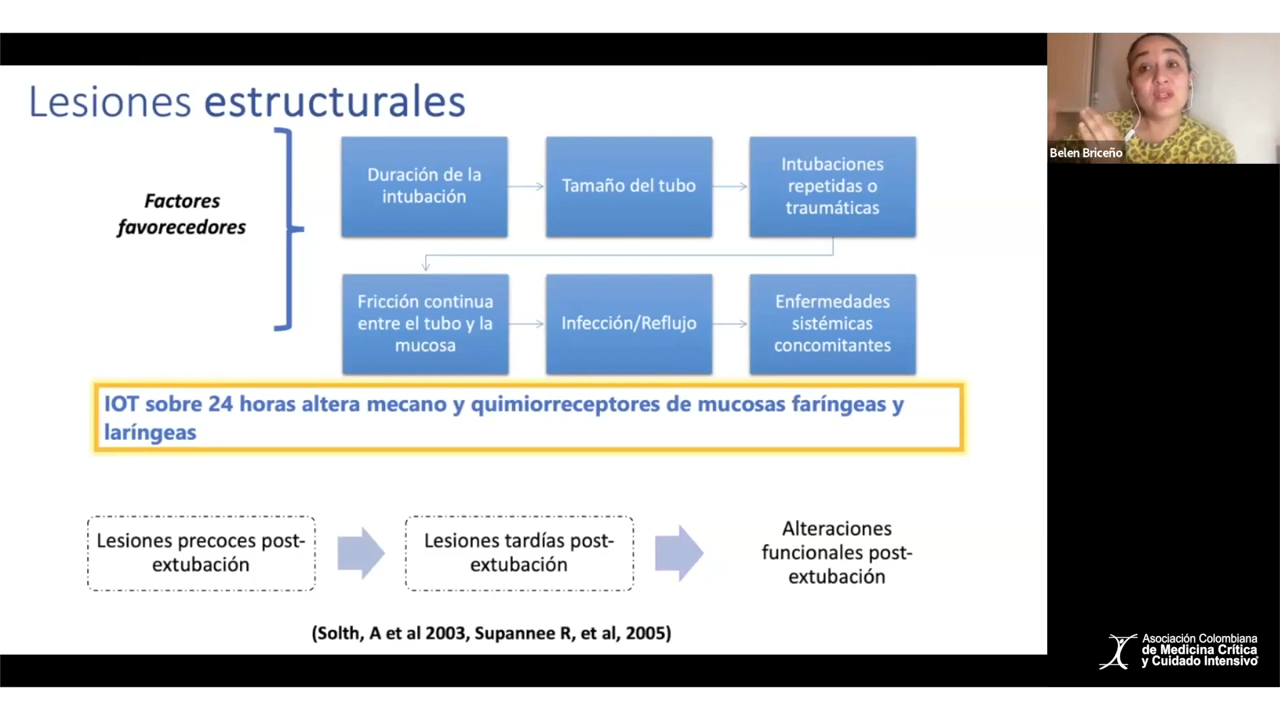 Lesiones estructurales
Factores
favorecedores
Duración de la
intubación
Tamaño del tubo
Intubaciones
repetidas o
traumáticas
Fricción continua
entre el tubo y la
mucosa
Infección/Reflujo
Enfermedades
sistémicas
concomitantes
IOT sobre 24 horas altera mecano y quimiorreceptores de mucosas faríngeas y
laríngeas
Lesiones precoces post-
extubación
Lesiones tardías post-
extubación
Alteraciones
funcionales post-
extubación
(Solth, A et al 2003, Supannee R, et al, 2005)
Belen Briceño
Asociación Colombiana
de Medicina Crítica
y Cuidado Intensivo